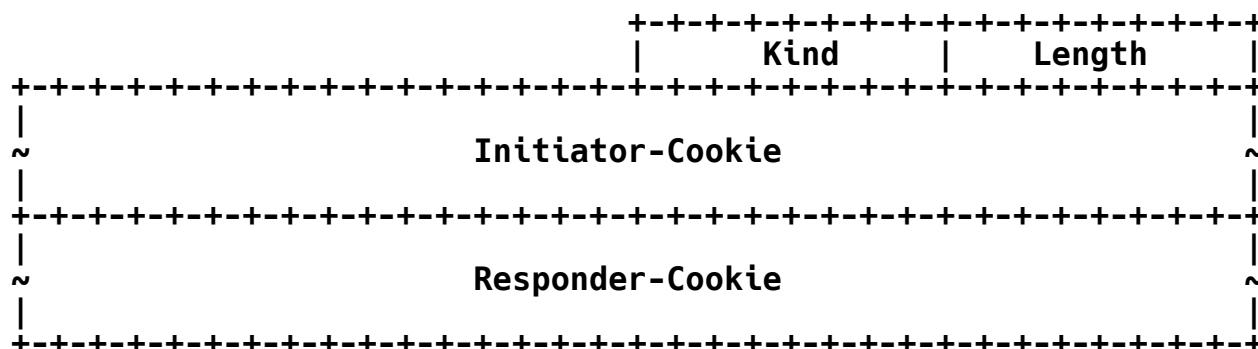 +-+-+-+-+-+-+-+-+-+-+-+-+-+-+-+-+
|      Kind     |    Length     |
+-+-+-+-+-+-+-+-+-+-+-+-+-+-+-+-+-+-+-+-+-+-+-+-+-+-+-+-+-+-+-+-+
|                                                               |
~                       Initiator-Cookie                        ~
|                                                               |
+-+-+-+-+-+-+-+-+-+-+-+-+-+-+-+-+-+-+-+-+-+-+-+-+-+-+-+-+-+-+-+-+
|                                                               |
~                       Responder-Cookie                        ~
|                                                               |
+-+-+-+-+-+-+-+-+-+-+-+-+-+-+-+-+-+-+-+-+-+-+-+-+-+-+-+-+-+-+-+-+